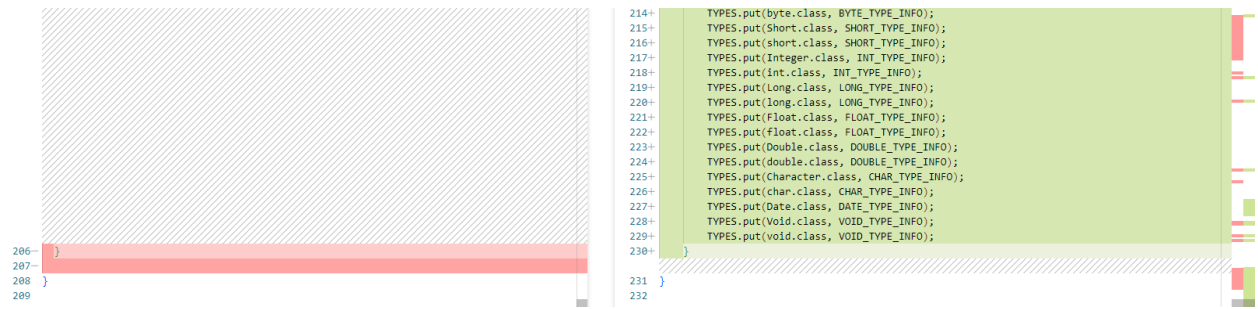 206− }
207−
208 }
209
214+ TYPES.put(byte.class, BYTE_TYPE_INFO);
215+ TYPES.put(Short.class, SHORT_TYPE_INFO);
216+ TYPES.put(short.class, SHORT_TYPE_INFO);
217+ TYPES.put(Integer.class, INT_TYPE_INFO);
218+ TYPES.put(int.class, INT_TYPE_INFO);
219+ TYPES.put(Long.class, LONG_TYPE_INFO);
220+ TYPES.put(long.class, LONG_TYPE_INFO);
221+ TYPES.put(Float.class, FLOAT_TYPE_INFO);
222+ TYPES.put(float.class, FLOAT_TYPE_INFO);
223+ TYPES.put(Double.class, DOUBLE_TYPE_INFO);
224+ TYPES.put(double.class, DOUBLE_TYPE_INFO);
225+ TYPES.put(Character.class, CHAR_TYPE_INFO);
226+ TYPES.put(char.class, CHAR_TYPE_INFO);
227+ TYPES.put(Date.class, DATE_TYPE_INFO);
228+ TYPES.put(Void.class, VOID_TYPE_INFO);
229+ TYPES.put(void.class, VOID_TYPE_INFO);
230+ }
231 }
232